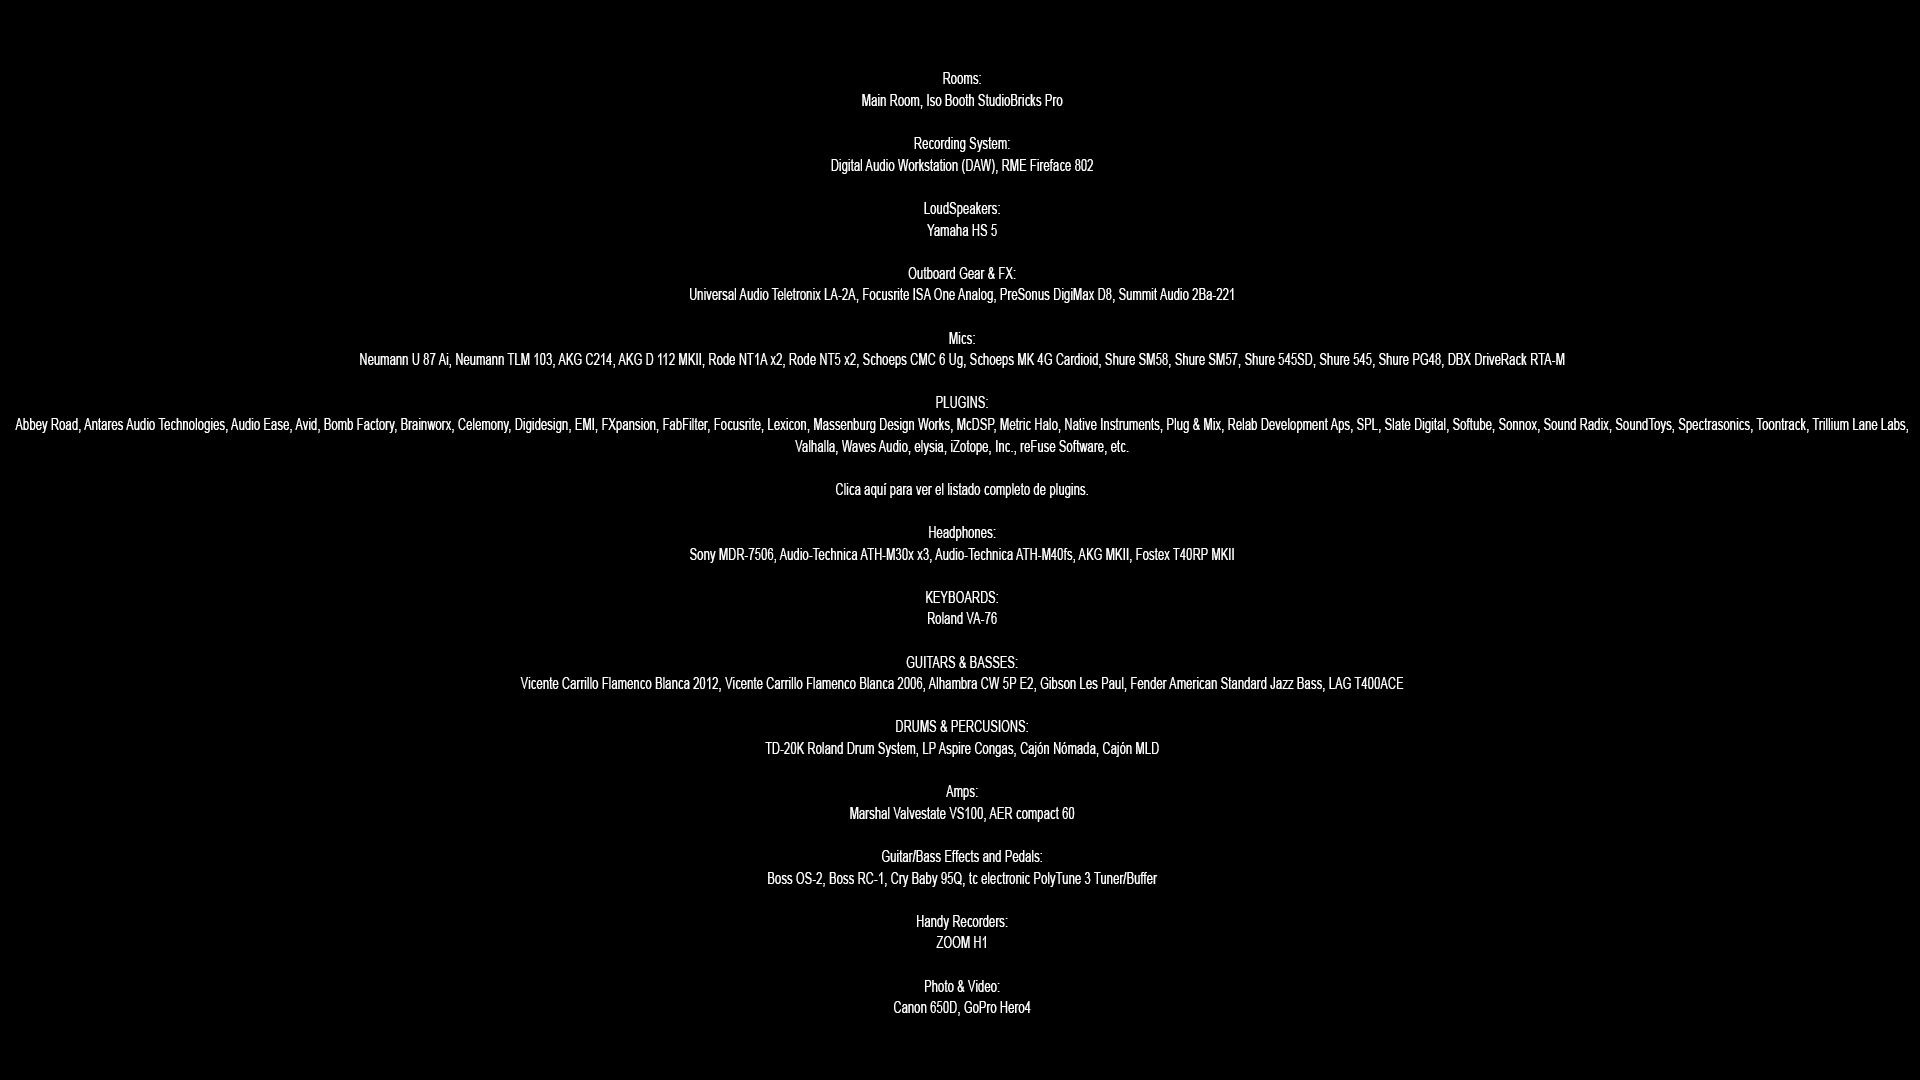 Rooms:
Main Room, Iso Booth StudioBricks Pro
Recording System:
Digital Audio Workstation (DAW), RME Fireface 802
LoudSpeakers:
Yamaha HS 5
Outboard Gear & FX:
Universal Audio Teletronix LA-2A, Focusrite ISA One Analog, PreSonus DigiMax D8, Summit Audio 2Ba-221
Mics:
Neumann U 87 Ai, Neumann TLM 103, AKG C214, AKG D 112 MKII, Rode NT1A x2, Rode NT5 x2, Schoeps CMC 6 Ug, Schoeps MK 4G Cardioid, Shure SM58, Shure SM57, Shure 545SD, Shure 545, Shure PG48, DBX DriveRack RTA-M
PLUGINS:
Abbey Road, Antares Audio Technologies, Audio Ease, Avid, Bomb Factory, Brainworx, Celemony, Digidesign, EMI, FXpansion, FabFilter, Focusrite, Lexicon, Massenburg Design Works, McDSP, Metric Halo, Native Instruments, Plug & Mix, Relab Development Aps, SPL, Slate Digital, Softube, Sonnox, Sound Radix, SoundToys, Spectrasonics, Toontrack, Trillium Lane Labs,
Valhalla, Waves Audio, elysia, iZotope, Inc., reFuse Software, etc.
Clica aquí para ver el listado completo de plugins.
Headphones:
Sony MDR-7506, Audio-Technica ATH-M30x x3, Audio-Technica ATH-M40fs, AKG MKII, Fostex T40RP MKII
KEYBOARDS:
Roland VA-76
GUITARS & BASSES:
Vicente Carrillo Flamenco Blanca 2012, Vicente Carrillo Flamenco Blanca 2006, Alhambra CW 5P E2, Gibson Les Paul, Fender American Standard Jazz Bass, LAG T400ACE
DRUMS & PERCUSIONS:
TD-20K Roland Drum System, LP Aspire Congas, Cajón Nómada, Cajón MLD
Amps:
Marshal Valvestate VS100, AER compact 60
Guitar/Bass Effects and Pedals:
Boss OS-2, Boss RC-1, Cry Baby 95Q, tc electronic PolyTune 3 Tuner/Buffer
Handy Recorders:
ZOOM H1
Photo & Video:
Canon 650D, GoPro Hero4